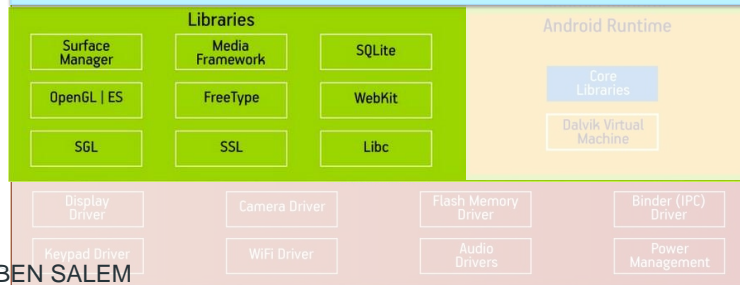 Libraries
Android Runtime
Surface
Manager
Media
Framework
SQLite
OpenGL | ES
FreeType
WebKit
SGL
SSL
Libc
Core
Libraries
Dalvik Virtual
Machine
Display
Driver
Camera Driver
Flash Memory
Driver
Binder (IPC)
Driver
Keypad Driver
WiFi Driver
Audio
Drivers
Power
Management
BEN SALEM